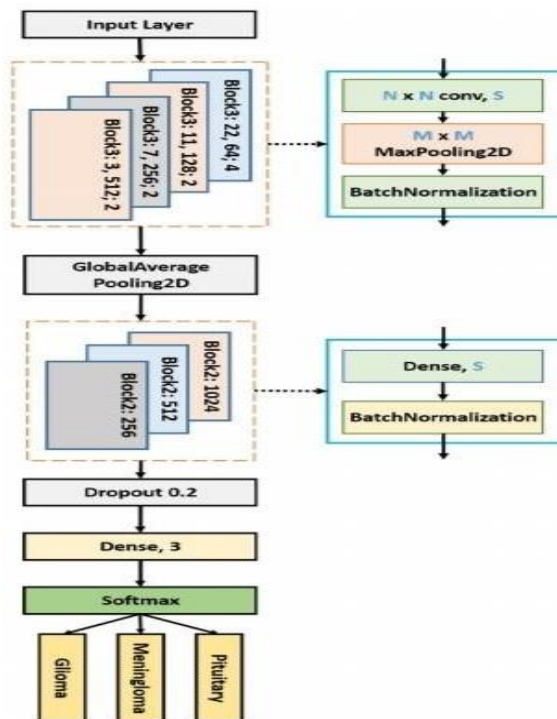 Input Layer
Block3: 22, 64; 4
Block3: 11, 128; 2
Block3: 7, 256; 2
Block3: 3, 512; 2
N x N conv, S
M x M
MaxPooling2D
BatchNormalization
GlobalAverage
Pooling2D
Block2: 1024
Block2: 512
Block2: 256
Dense, S
BatchNormalization
Dropout 0.2
Dense, 3
Softmax
Glioma
Meningloma
Pituitary